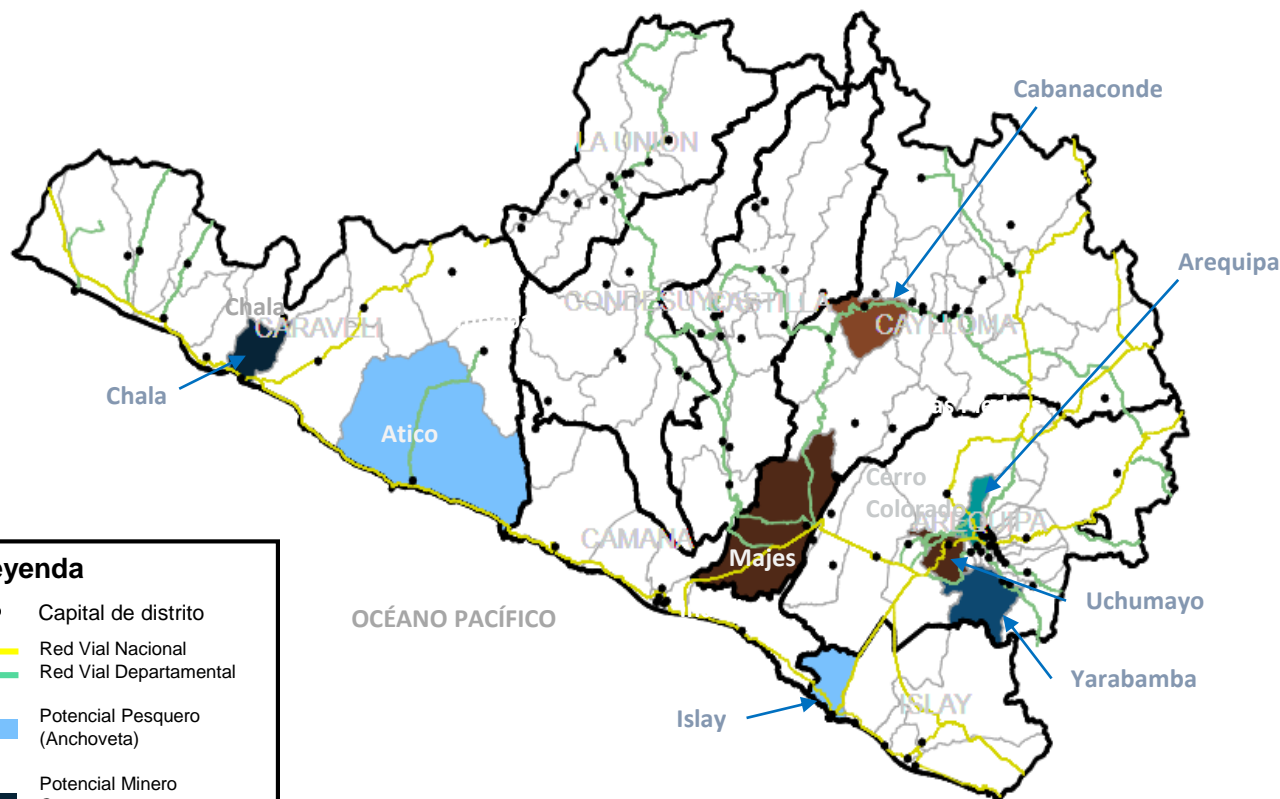 Cabanaconde
LA UNION
Arequipa
Chala
CONDESUYOS
CASTILLA
CARAVELI
CAYLLOMA
Chala
Atico
Cerro
Colorado
AREQUIPA
CAMANA
Majes
eyenda
Capital de distrito
OCÉANO PACÍFICO
Uchumayo
Red Vial Nacional
Red Vial Departamental
Yarabamba
ISLAY
Islay
Potencial Pesquero
(Anchoveta)
Potencial Minero